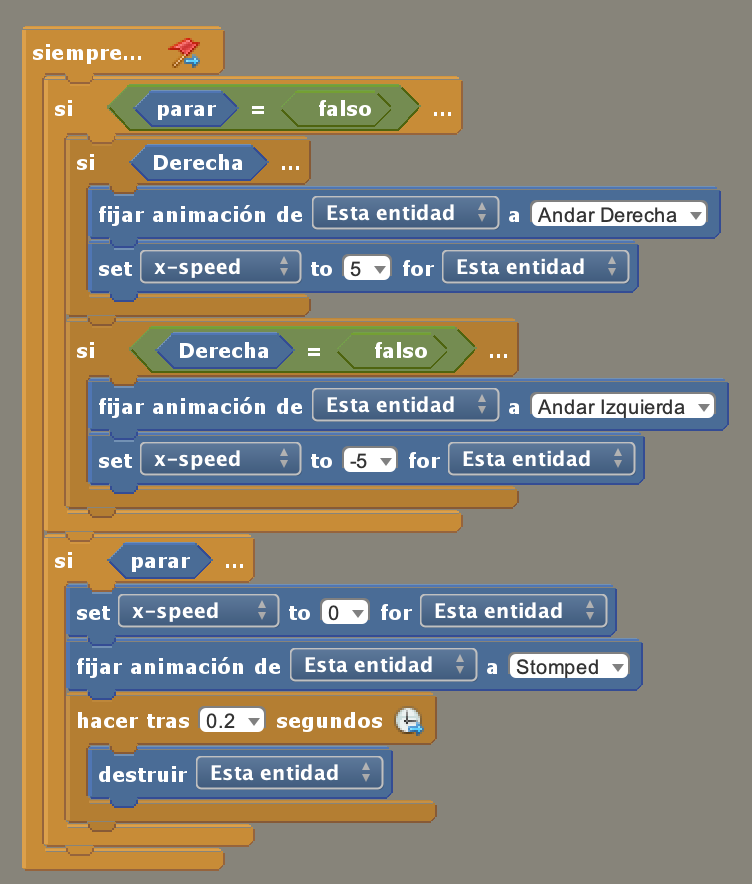 siempre...
si parar = falso ...
si Derecha ...
fijar animación de Esta entidad a Andar Derecha
set x-speed to 5 for Esta entidad
si Derecha = falso ...
fijar animación de Esta entidad a Andar Izquierda
set x-speed to -5 for Esta entidad
si parar ...
set x-speed to 0 for Esta entidad
fijar animación de Esta entidad a Stomped
hacer tras 0.2 segundos
destruir Esta entidad